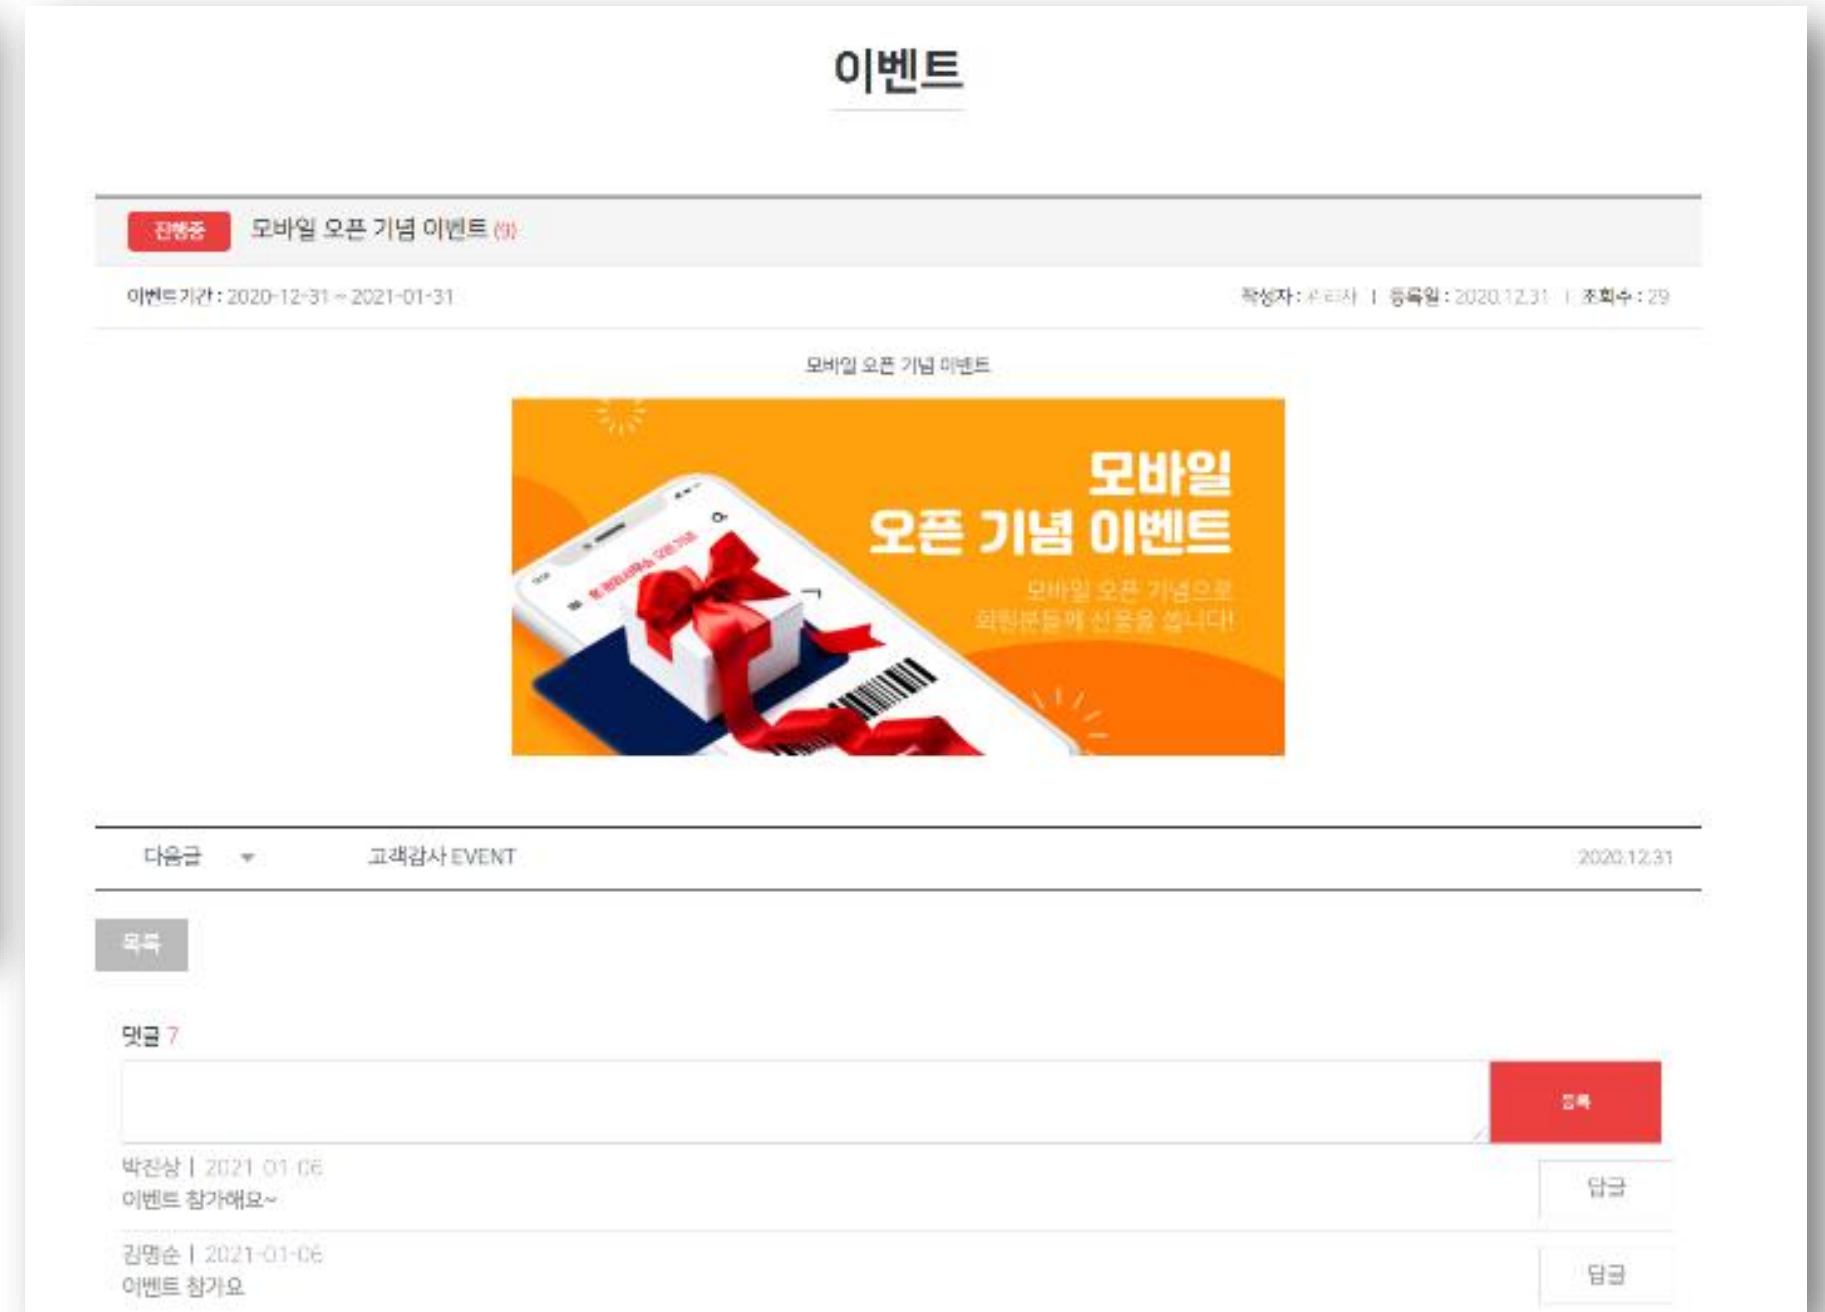 이벤트
진행중 모바일 오픈 기념 이벤트 (9)
이벤트기간 : 2020-12-31 ~ 2021-01-31
작성자 : 관리자 | 등록일 : 2020.12.31 | 조회수 : 29
모바일 오픈 기념 이벤트
모바일
오픈 기념 이벤트
모바일 오픈 기념으로
회원분들께 선물을 쏩니다!
다음글 고객감사 EVENT 2020.12.31
목록
댓글 7
등록
박진상 | 2021-01-06
이벤트 참가해요~
답글
김명순 | 2021-01-06
이벤트 참가요
답글